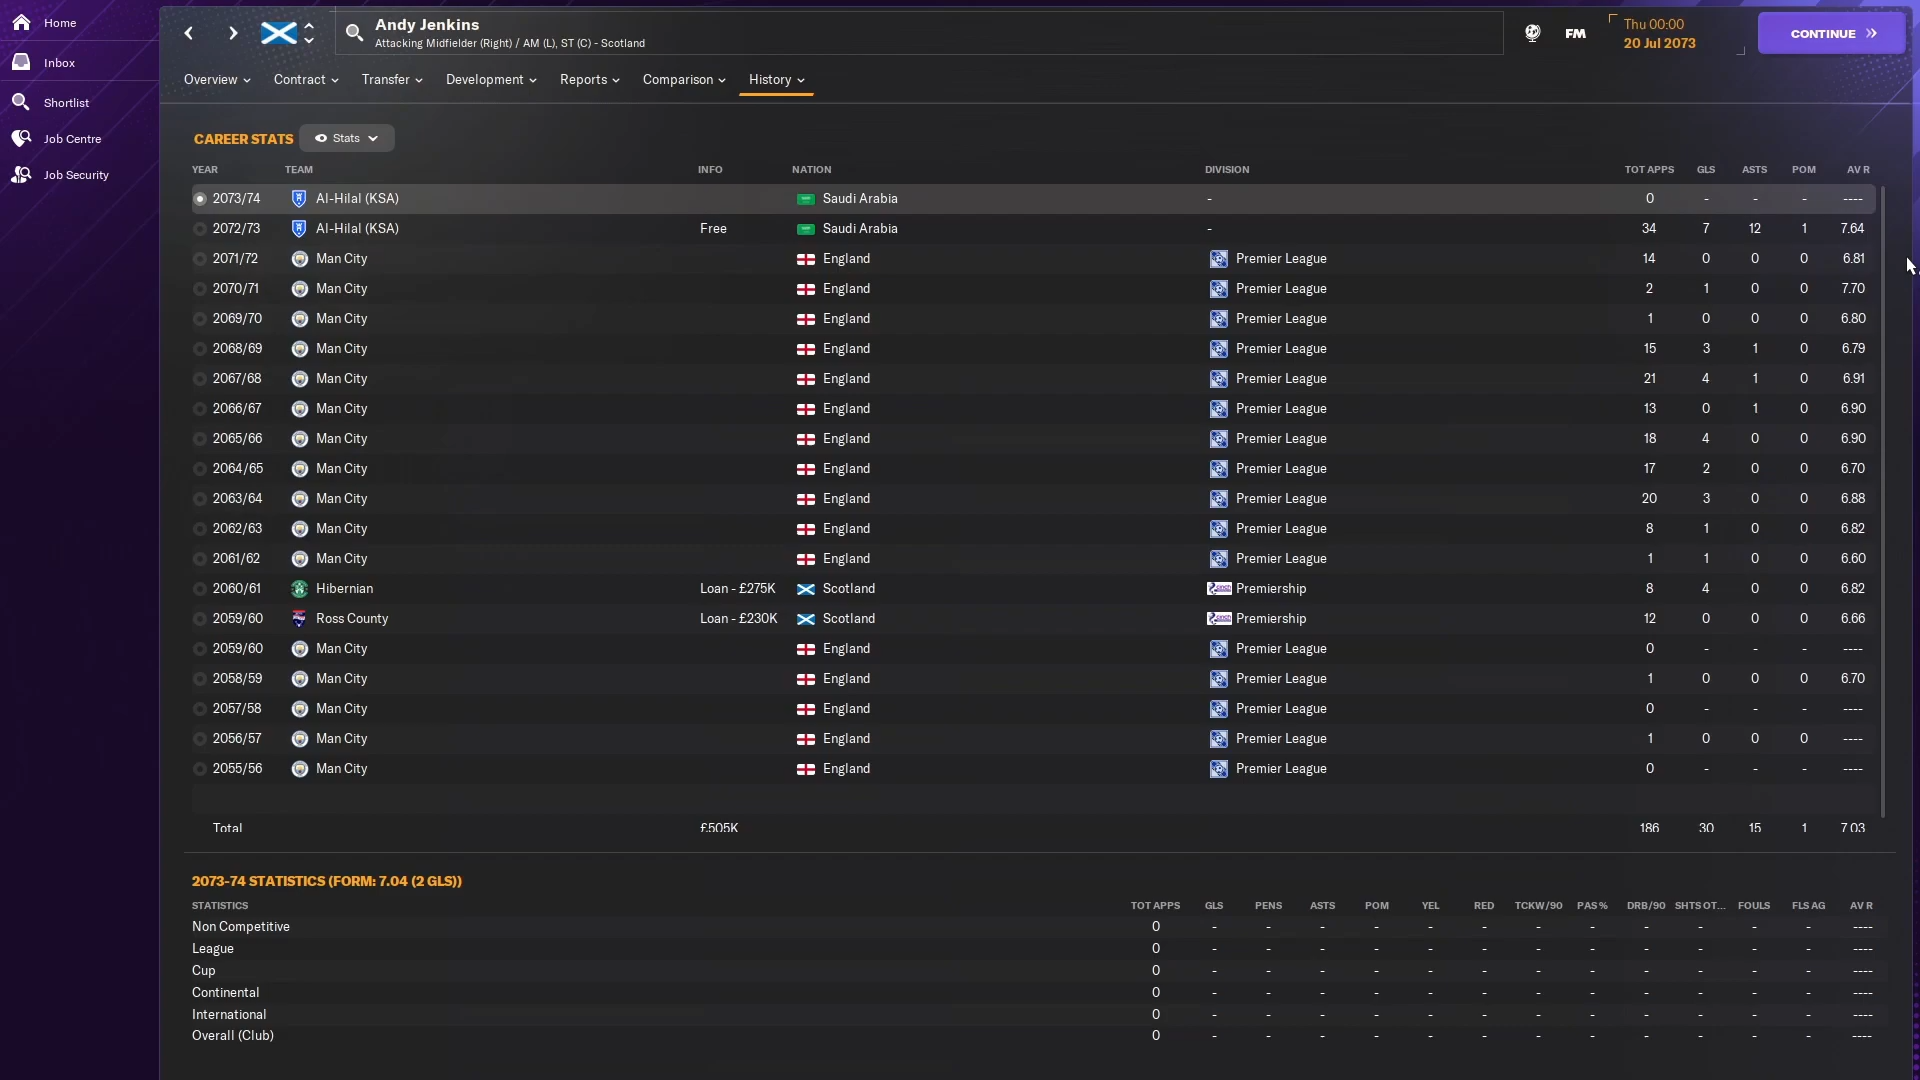 Home
Inbox
Shortlist
Job Centre
Job Security
Andy Jenkins
Attacking Midfielder (Right) / AM (L), ST (C) - Scotland
FM
Thu 00:00
20 Jul 2073
CONTINUE
Overview Contract Transfer Development Reports Comparison History
CAREER STATS Stats
YEAR TEAM INFO NATION DIVISION TOT APPS GLS ASTS POM AV R
2073/74 Al-Hilal (KSA) Saudi Arabia - 0 - - - ----
2072/73 Al-Hilal (KSA) Free Saudi Arabia - 34 7 12 1 7.64
2071/72 Man City England Premier League 14 0 0 0 6.81
2070/71 Man City England Premier League 2 1 0 0 7.70
2069/70 Man City England Premier League 1 0 0 0 6.80
2068/69 Man City England Premier League 15 3 1 0 6.79
2067/68 Man City England Premier League 21 4 1 0 6.91
2066/67 Man City England Premier League 13 0 1 0 6.90
2065/66 Man City England Premier League 18 4 0 0 6.90
2064/65 Man City England Premier League 17 2 0 0 6.70
2063/64 Man City England Premier League 20 3 0 0 6.88
2062/63 Man City England Premier League 8 1 0 0 6.82
2061/62 Man City England Premier League 1 1 0 0 6.60
2060/61 Hibernian Loan - £275K Scotland Premiership 8 4 0 0 6.82
2059/60 Ross County Loan - £230K Scotland Premiership 12 0 0 0 6.66
2059/60 Man City England Premier League 0 - - - ----
2058/59 Man City England Premier League 1 0 0 0 6.70
2057/58 Man City England Premier League 0 - - - ----
2056/57 Man City England Premier League 1 0 0 0 ----
2055/56 Man City England Premier League 0 - - - ----
Total £505K 186 30 15 1 7.03
2073-74 STATISTICS (FORM: 7.04 (2 GLS))
STATISTICS TOT APPS GLS PENS ASTS POM YEL RED TCKW/90 PAS % DRB/90 SHTS OT... FOULS FLS AG AV R
Non Competitive 0 - - - - - - - - - - - - ----
League 0 - - - - - - - - - - - - ----
Cup 0 - - - - - - - - - - - - ----
Continental 0 - - - - - - - - - - - - ----
International 0 - - - - - - - - - - - - ----
Overall (Club) 0 - - - - - - - - - - - - ----